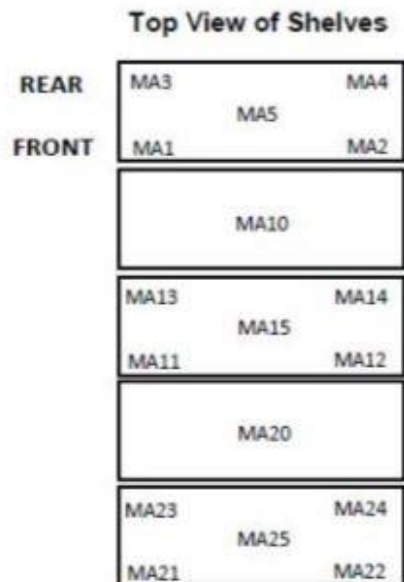 Top View of Shelves
REAR MA3 MA4
MA5
FRONT MA1 MA2
MA10
MA13 MA14
MA15
MA11 MA12
MA20
MA23 MA24
MA25
MA21 MA22